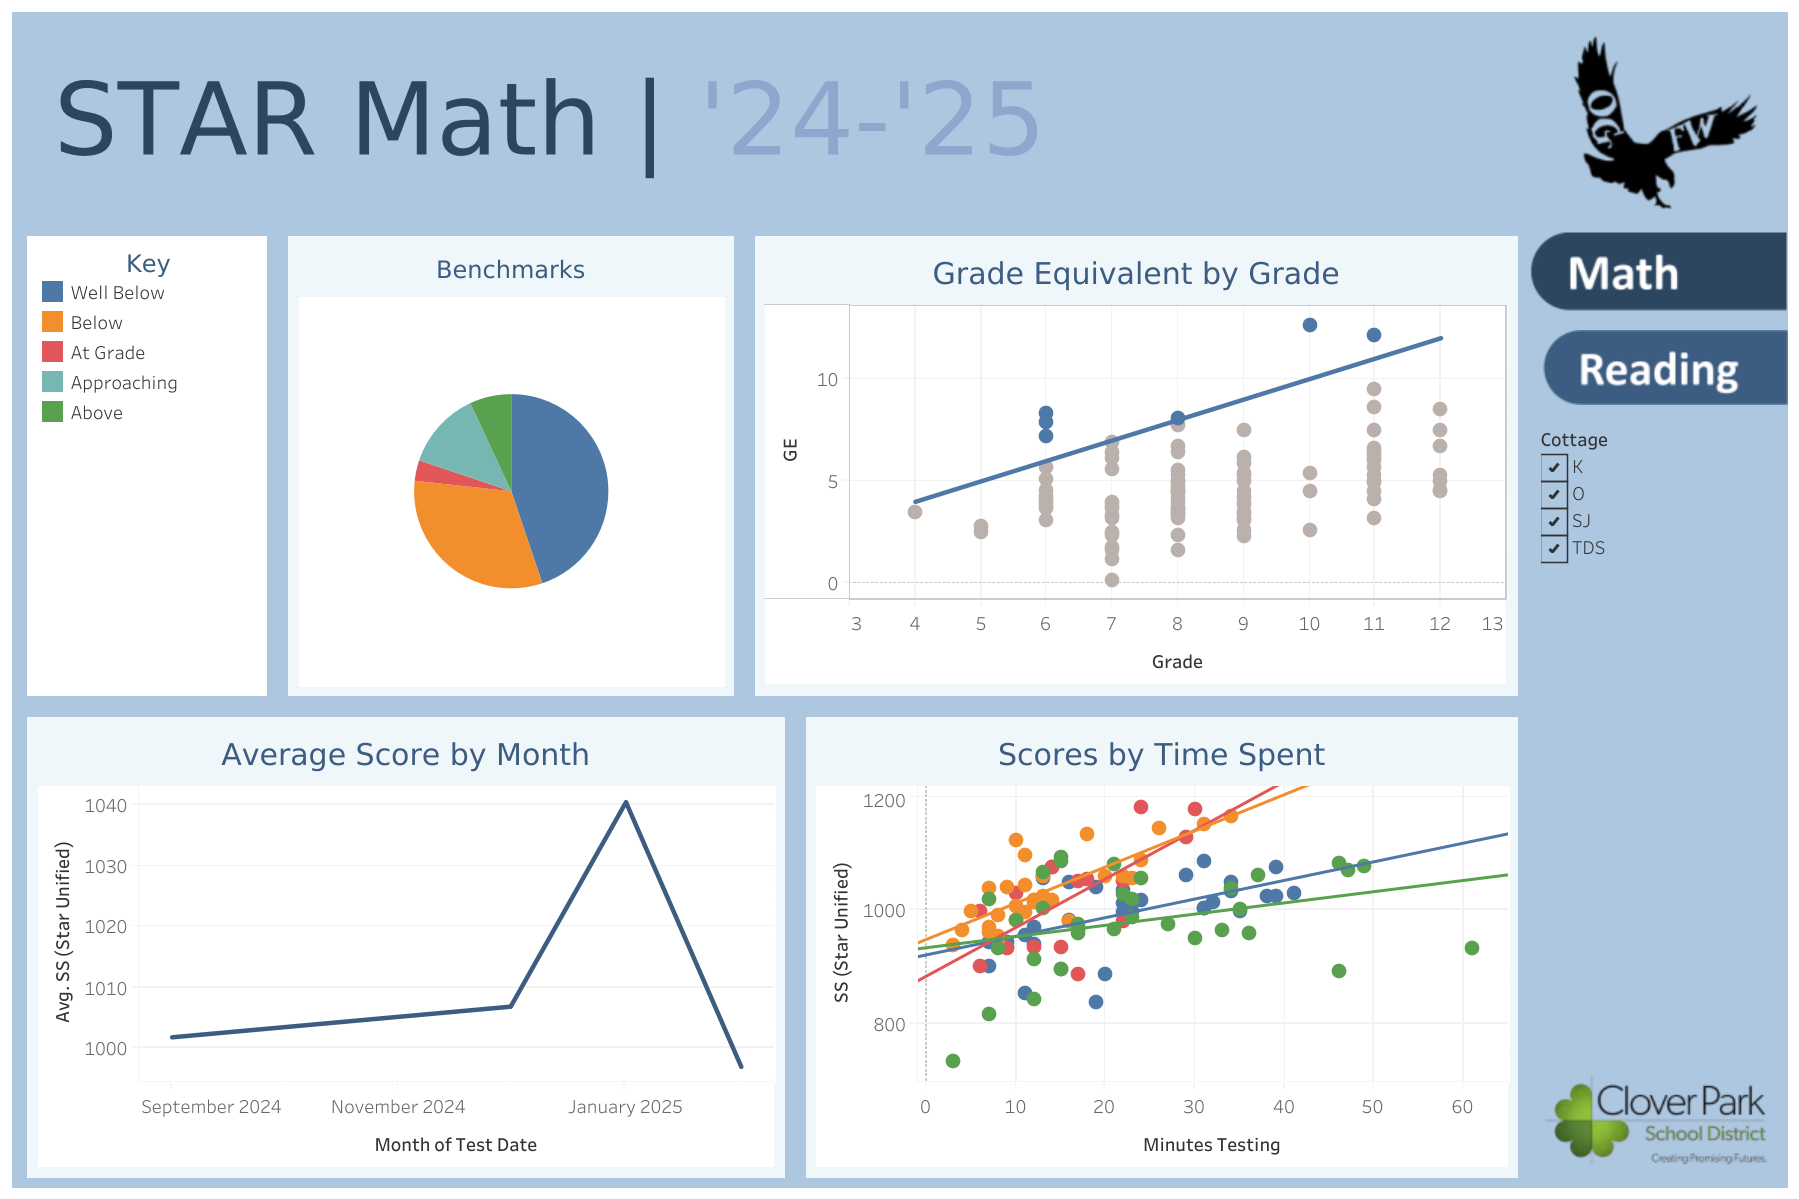 STAR Math | '24-'25
OG FW
Key
Well Below
Below
At Grade
Approaching
Above
Benchmarks
Grade Equivalent by Grade
GE
10
5
0
3 4 5 6 7 8 9 10 11 12 13
Grade
Math
Reading
Cottage
K
O
SJ
TDS
Average Score by Month
Avg. SS (Star Unified)
1040
1030
1020
1010
1000
September 2024 November 2024 January 2025
Month of Test Date
Scores by Time Spent
SS (Star Unified)
1200
1000
800
0 10 20 30 40 50 60
Minutes Testing
Clover Park
School District
Creating Promising Futures.